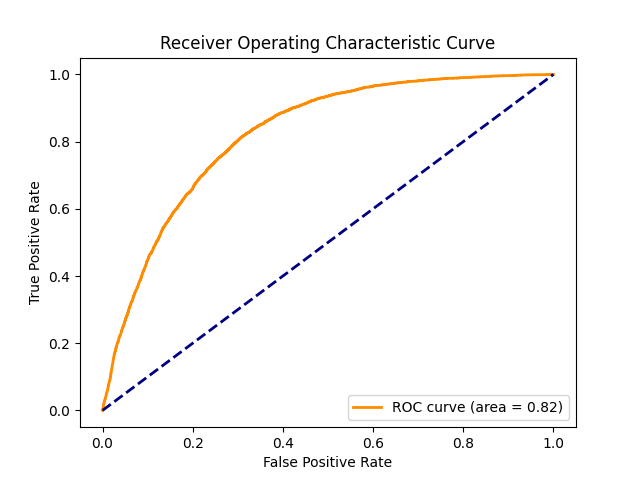 Receiver Operating Characteristic Curve
1.0
0.8
0.6
0.4
0.2
0.0
True Positive Rate
ROC curve (area = 0.82)
0.0 0.2 0.4 0.6 0.8 1.0
False Positive Rate